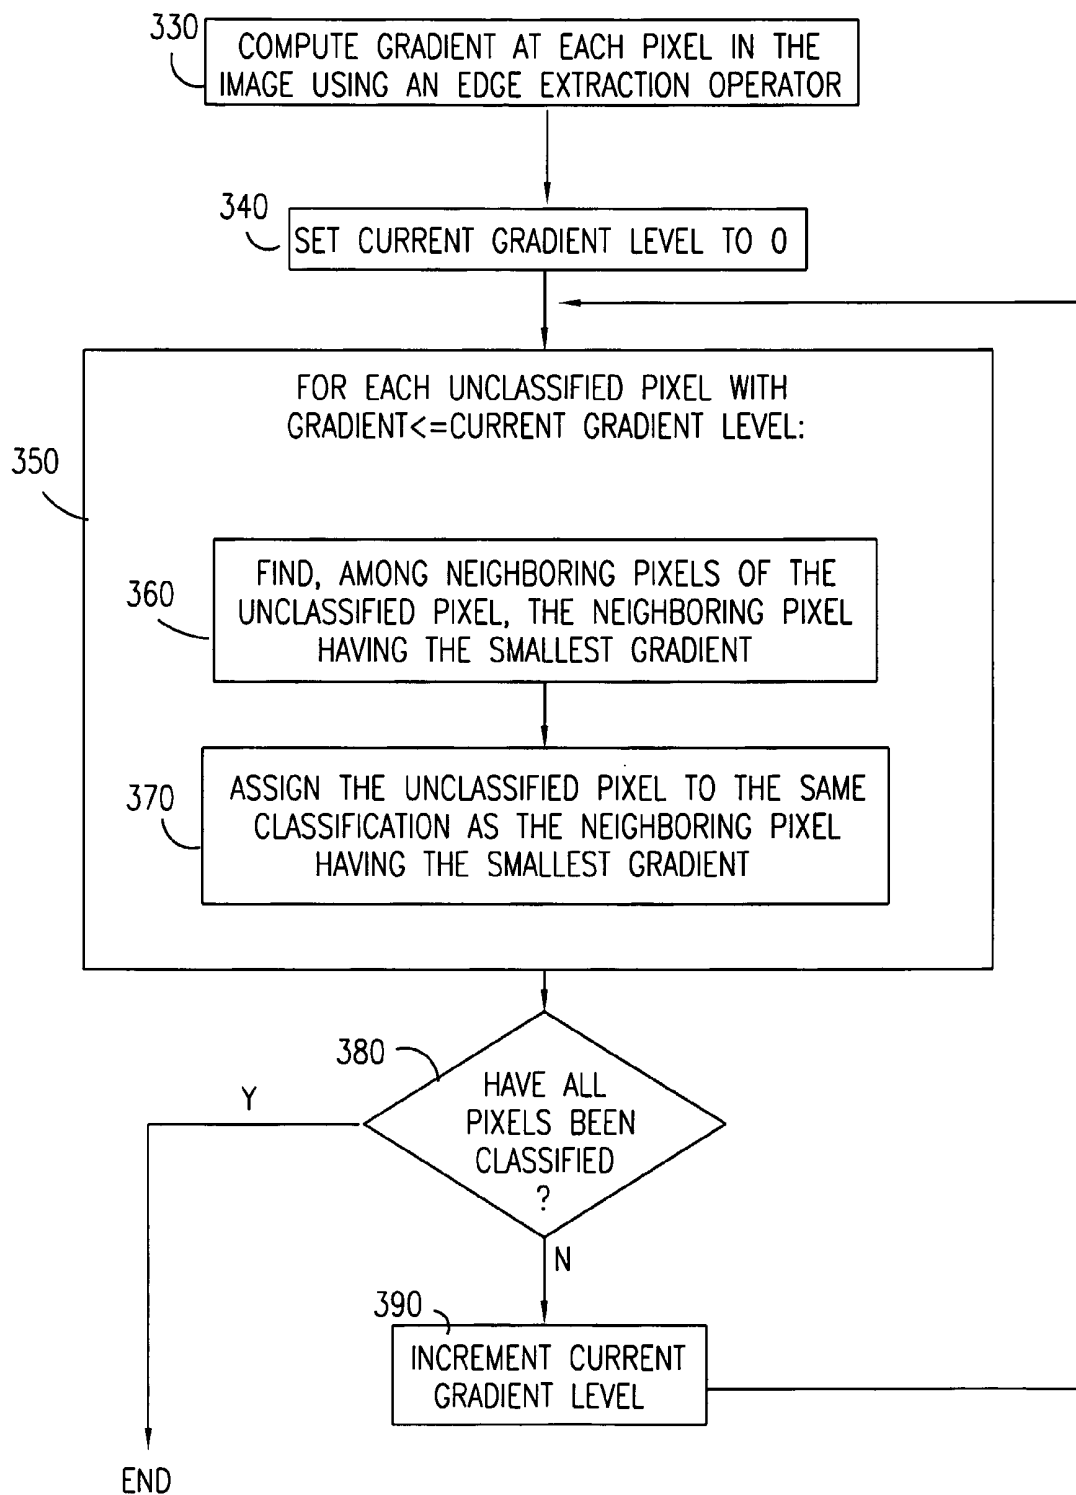 330
COMPUTE GRADIENT AT EACH PIXEL IN THE
IMAGE USING AN EDGE EXTRACTION OPERATOR
340
SET CURRENT GRADIENT LEVEL TO 0
FOR EACH UNCLASSIFIED PIXEL WITH
GRADIENT<=CURRENT GRADIENT LEVEL:
350
360
FIND, AMONG NEIGHBORING PIXELS OF THE
UNCLASSIFIED PIXEL, THE NEIGHBORING PIXEL
HAVING THE SMALLEST GRADIENT
370
ASSIGN THE UNCLASSIFIED PIXEL TO THE SAME
CLASSIFICATION AS THE NEIGHBORING PIXEL
HAVING THE SMALLEST GRADIENT
380
HAVE ALL
PIXELS BEEN
CLASSIFIED
?
Y
N
390
INCREMENT CURRENT
GRADIENT LEVEL
END